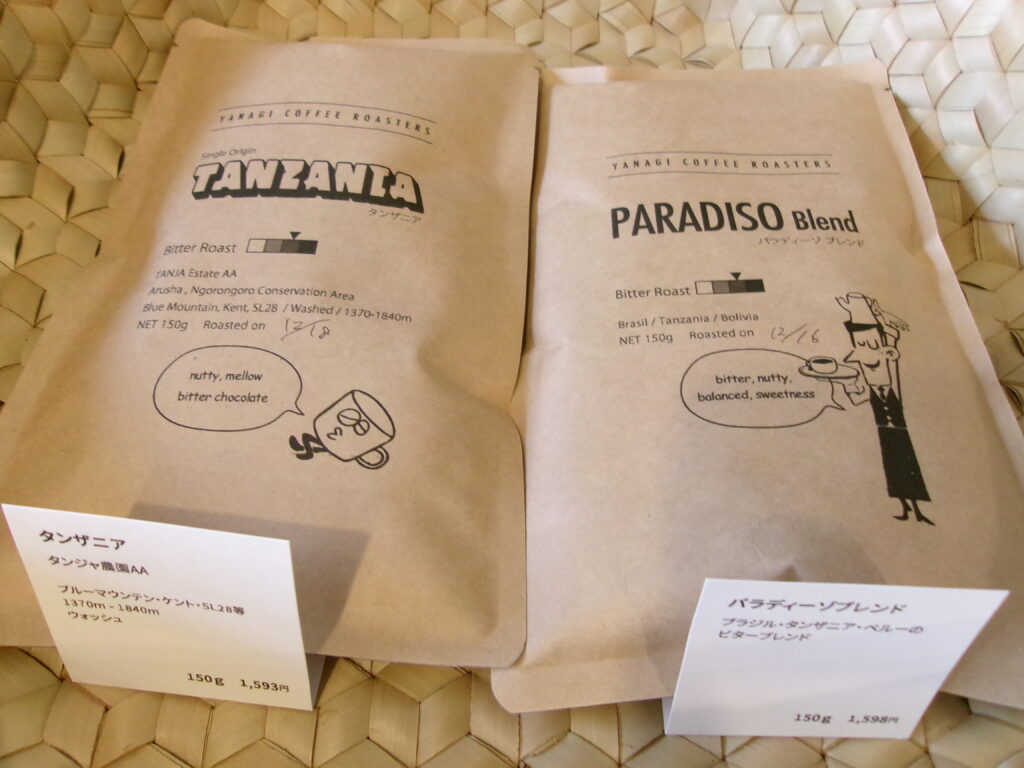 YANAGI COFFEE ROASTERS
Single Origin
TANZANIA
タンザニア
Bitter Roast
TANJA Estate AA
Arusha , Ngorongoro Conservation Area
Blue Mountain, Kent, SL28 / Washed / 1370-1840m
NET 150g Roasted on 12/18
nutty, mellow
bitter chocolate
YANAGI COFFEE ROASTERS
PARADISO Blend
パラディーゾ ブレンド
Bitter Roast
Brasil / Tanzania / Bolivia
NET 150g Roasted on 12/16
bitter, nutty,
balanced, sweetness
タンザニア
タンジャ農園AA
ブルーマウンテン・ケント・SL28等
1370m - 1840m
ウォッシュ
150g 1,593円
パラディーゾブレンド
ブラジル・タンザニア・ペルーの
ビターブレンド
150g 1,598円